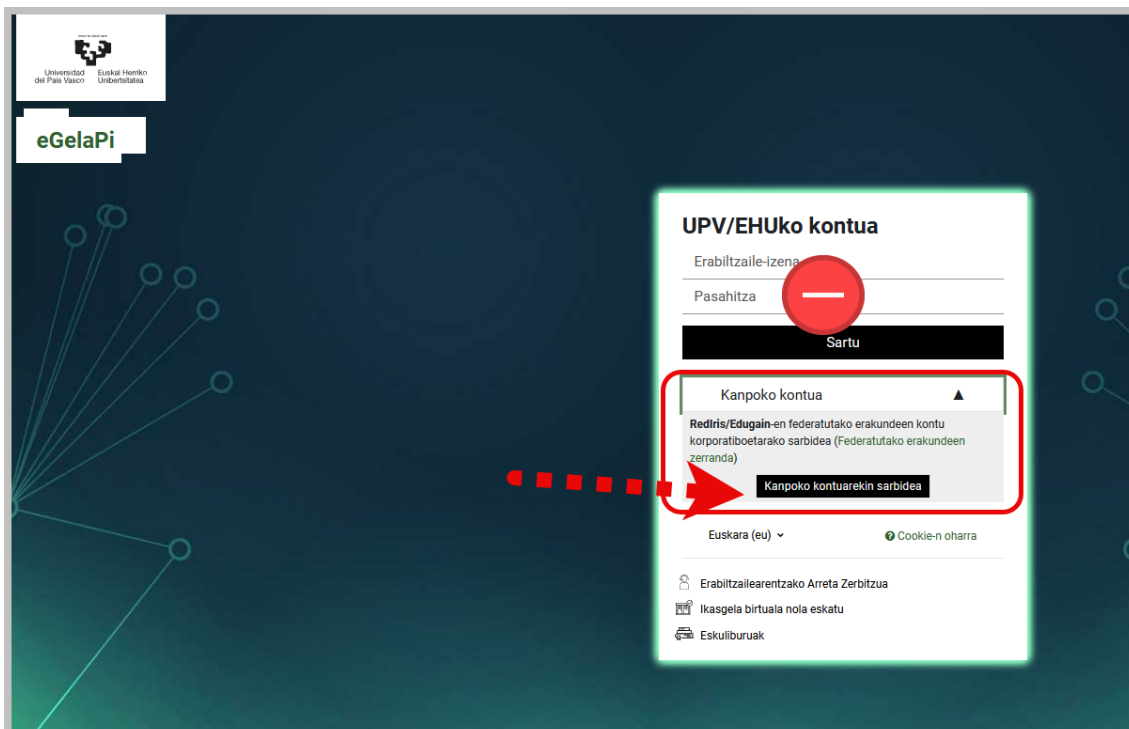 Universidad Euskal Herriko
del País Vasco Unibertsitatea
eGelaPi
UPV/EHUko kontua
Erabiltzaile-izena
Pasahitza
Sartu
Kanpoko kontua ▲
RedIris/Edugain-en federatutako erakundeen kontu
korporatiboetarako sarbidea (Federatutako erakundeen
zerranda)
Kanpoko kontuarekin sarbidea
Euskara (eu)
Cookie-n oharra
Erabiltzailearentzako Arreta Zerbitzua
Ikasgela birtuala nola eskatu
Eskuliburuak